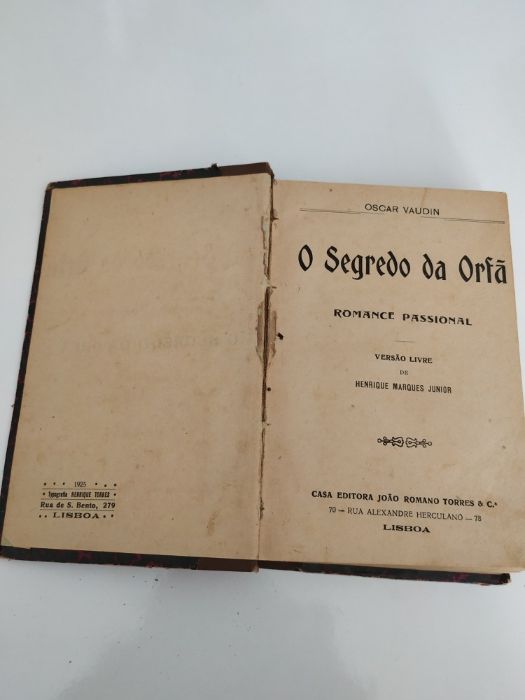 • • • 1925 • • •
• Typografia HENRIQUE TORRES •
Rua de S. Bento, 279
• • LISBOA • •
OSCAR VAUDIN
O Segredo da Orfã
ROMANCE PASSIONAL
VERSÃO LIVRE
DE
HENRIQUE MARQUES JUNIOR
CASA EDITORA JOÃO ROMANO TORRES & C.ª
70 — RUA ALEXANDRE HERCULANO — 78
LISBOA